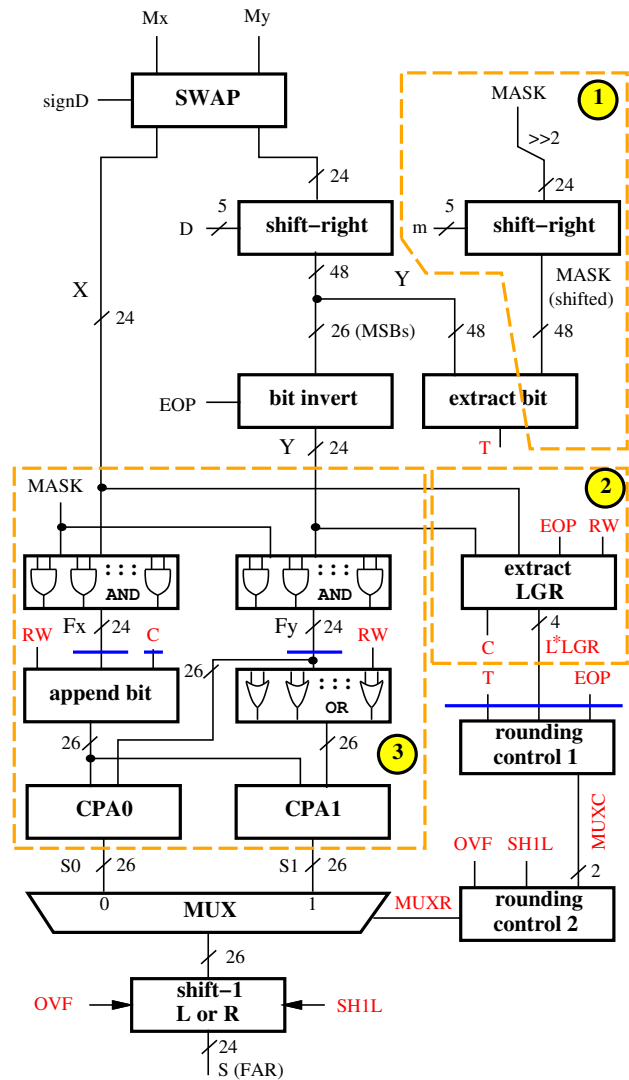 Mx My
signD SWAP
MASK 1
>>2
24 24
5 shift−right 5 shift−right
D m
48 MASK
X Y (shifted)
24 26 (MSBs) 48 48
EOP bit invert extract bit
Y 24 T
MASK 2
EOP RW
AND AND extract
LGR
Fx 24 Fy 24 4
RW C RW C L*LGR
26 T EOP
append bit OR
rounding
control 1
26 26 3
CPA0 CPA1
MUXC
S0 26 S1 26 OVF SH1L 2
0 MUX 1 MUXR rounding
control 2
26
OVF shift−1 SH1L
L or R
24
S (FAR)